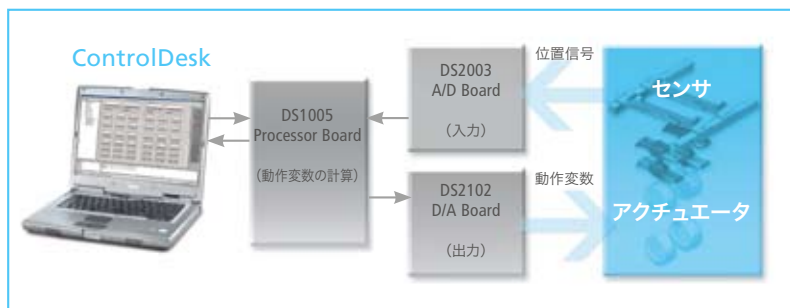 ControlDesk
DS1005
Processor Board
（動作変数の計算）
DS2003
A/D Board
（入力）
DS2102
D/A Board
（出力）
位置信号
動作変数
センサ
アクチュエータ